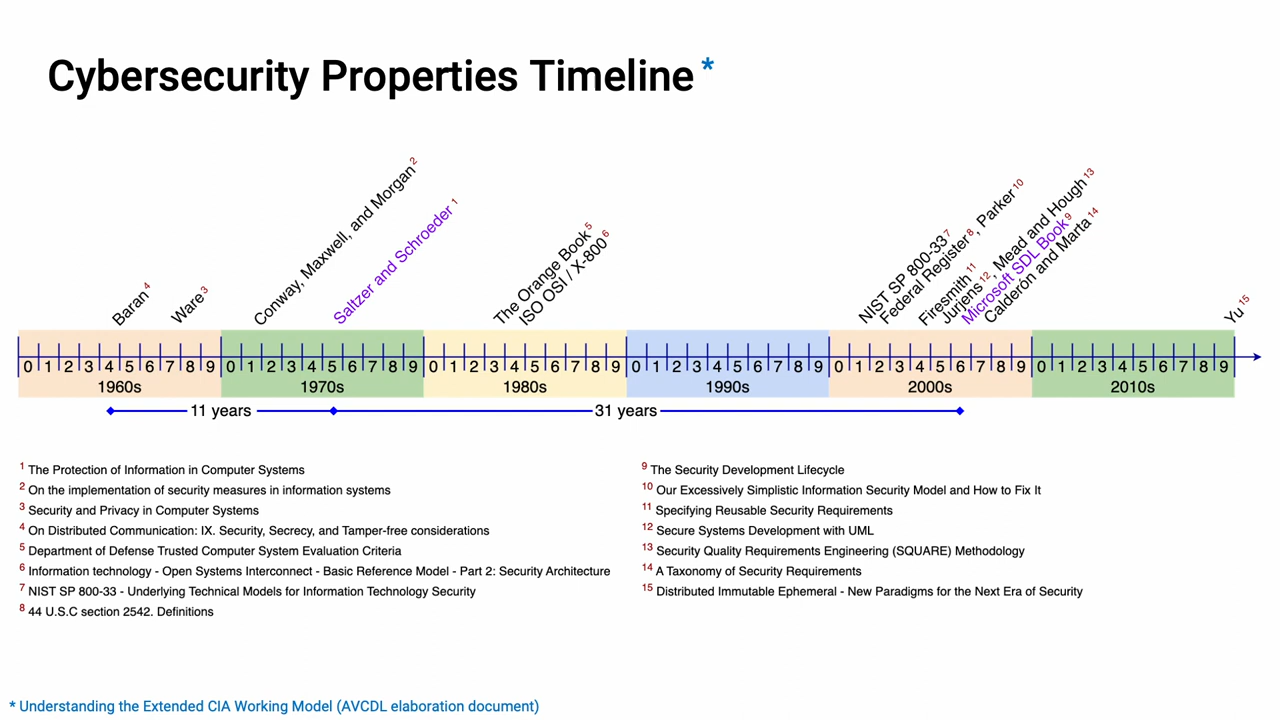 Cybersecurity Properties Timeline *
Baran 4
Ware 3
Conway, Maxwell, and Morgan 2
Saltzer and Schroeder 1
The Orange Book 5
ISO OSI / X-800 6
NIST SP 800-33 7
Federal Register 8, Parker 10
Firesmith 11
Jurjens 12, Mead and Hough 13
Microsoft SDL Book 9
Calderón and Marta 14
Yu 15
0 1 2 3 4 5 6 7 8 9 0 1 2 3 4 5 6 7 8 9 0 1 2 3 4 5 6 7 8 9 0 1 2 3 4 5 6 7 8 9 0 1 2 3 4 5 6 7 8 9 0 1 2 3 4 5 6 7 8 9
1960s 1970s 1980s 1990s 2000s 2010s
11 years 31 years
1 The Protection of Information in Computer Systems
2 On the implementation of security measures in information systems
3 Security and Privacy in Computer Systems
4 On Distributed Communication: IX. Security, Secrecy, and Tamper-free considerations
5 Department of Defense Trusted Computer System Evaluation Criteria
6 Information technology - Open Systems Interconnect - Basic Reference Model - Part 2: Security Architecture
7 NIST SP 800-33 - Underlying Technical Models for Information Technology Security
8 44 U.S.C section 2542. Definitions
9 The Security Development Lifecycle
10 Our Excessively Simplistic Information Security Model and How to Fix It
11 Specifying Reusable Security Requirements
12 Secure Systems Development with UML
13 Security Quality Requirements Engineering (SQUARE) Methodology
14 A Taxonomy of Security Requirements
15 Distributed Immutable Ephemeral - New Paradigms for the Next Era of Security
* Understanding the Extended CIA Working Model (AVCDL elaboration document)